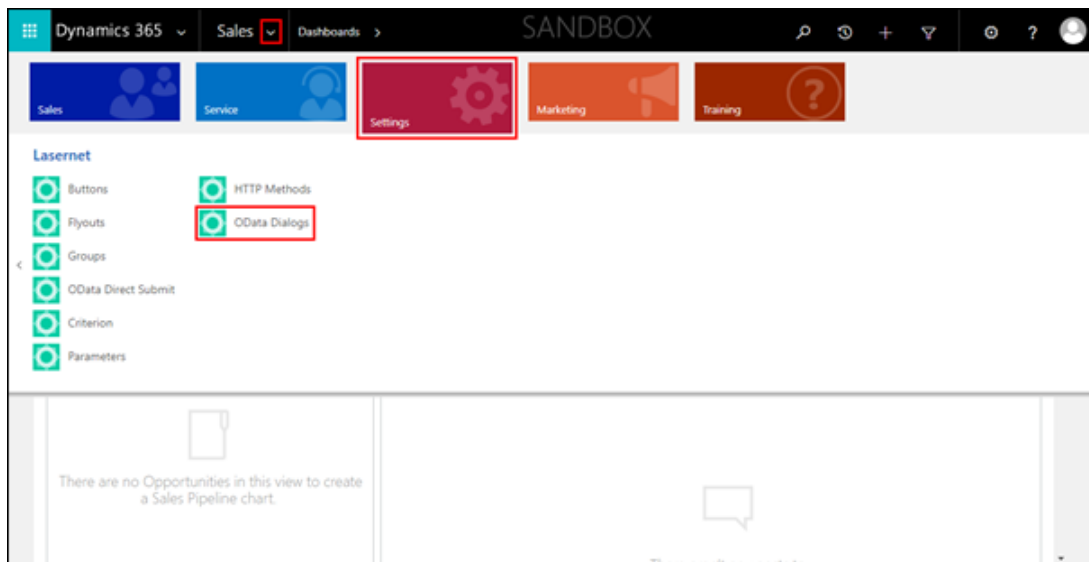 Dynamics 365 Sales Dashboards SANDBOX ?
Sales Service Settings Marketing Training
Lasernet
Buttons HTTP Methods
Flyouts OData Dialogs
Groups
OData Direct Submit
Criterion
Parameters
There are no Opportunities in this view to create
a Sales Pipeline chart.